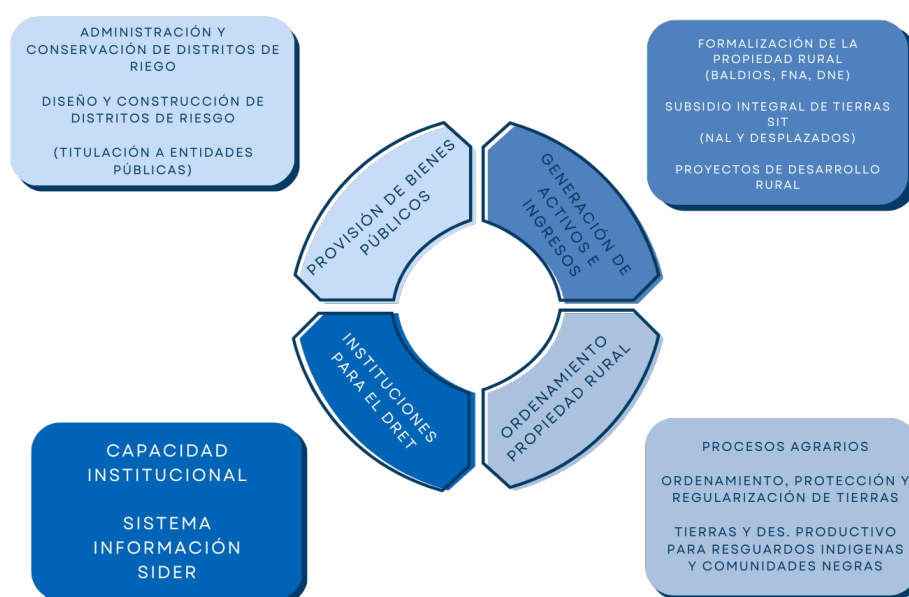 ADMINISTRACIÓN Y
CONSERVACIÓN DE DISTRITOS DE
RIEGO
DISEÑO Y CONSTRUCCIÓN DE
DISTRITOS DE RIESGO
(TITULACIÓN A ENTIDADES
PÚBLICAS)
FORMALIZACIÓN DE LA
PROPIEDAD RURAL
(BALDIOS, FNA, DNE)
SUBSIDIO INTEGRAL DE TIERRAS
SIT
(NAL Y DESPLAZADOS)
PROYECTOS DE DESARROLLO
RURAL
PROVISIÓN DE BIENES
PÚBLICOS
GENERACIÓN DE
ACTIVOS E
INGRESOS
INSTITUCIONES
PARA EL DRET
ORDENAMIENTO
PROPIEDAD RURAL
CAPACIDAD
INSTITUCIONAL
SISTEMA
INFORMACIÓN
SIDER
PROCESOS AGRARIOS
ORDENAMIENTO, PROTECCIÓN Y
REGULARIZACIÓN DE TIERRAS
TIERRAS Y DES. PRODUCTIVO
PARA RESGUARDOS INDIGENAS
Y COMUNIDADES NEGRAS